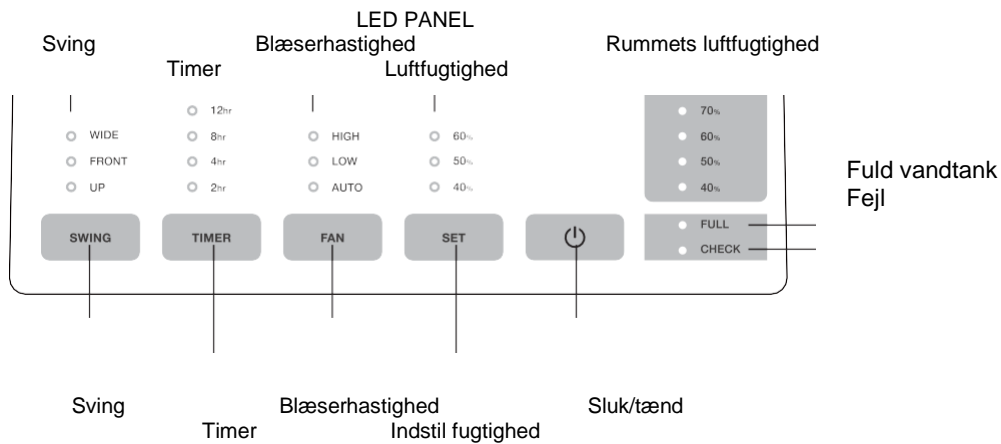 LED PANEL
Sving Blæserhastighed Rummets luftfugtighed
Timer Luftfugtighed
12hr 70%
WIDE 8hr HIGH 60% 60%
FRONT 4hr LOW 50% 50%
UP 2hr AUTO 40% 40%
Fuld vandtank
Fejl
SWING TIMER FAN SET FULL
CHECK
Sving Blæserhastighed Sluk/tænd
Timer Indstil fugtighed